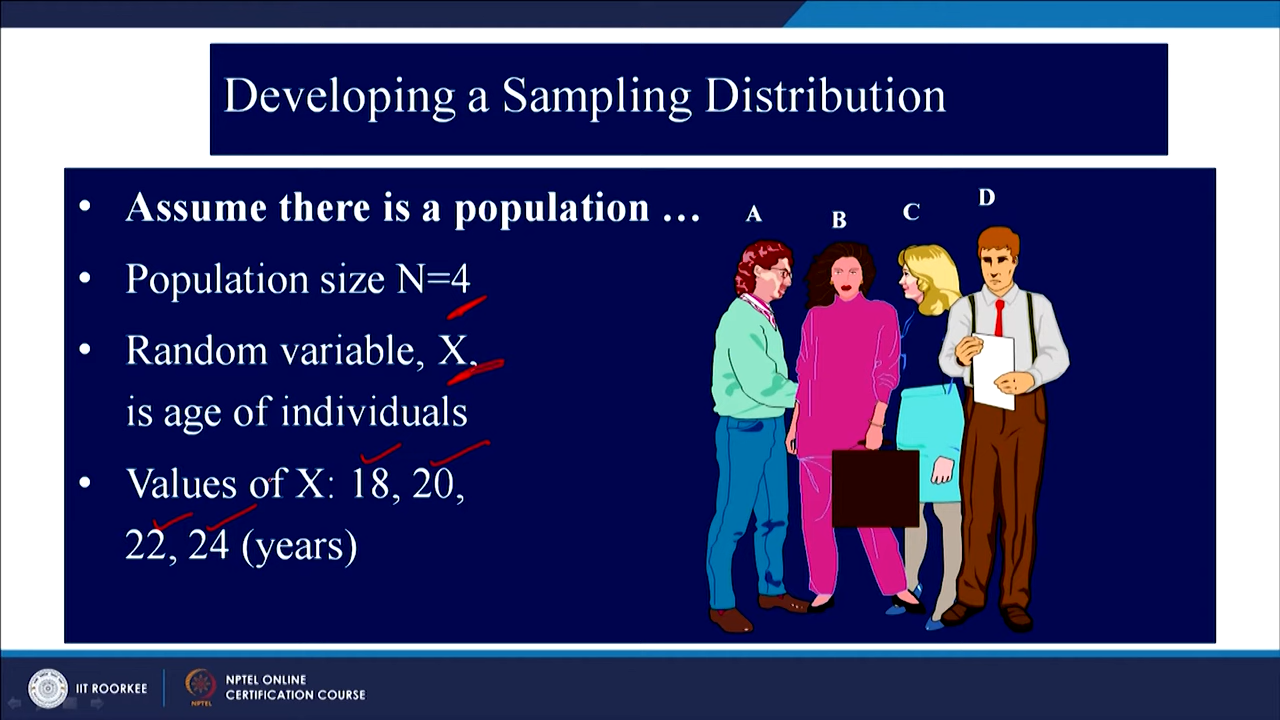 Developing a Sampling Distribution
• Assume there is a population …
A B C D
• Population size N=4
• Random variable, X,
is age of individuals
• Values of X: 18, 20,
22, 24 (years)
IIT ROORKEE
NPTEL
NPTEL ONLINE
CERTIFICATION COURSE